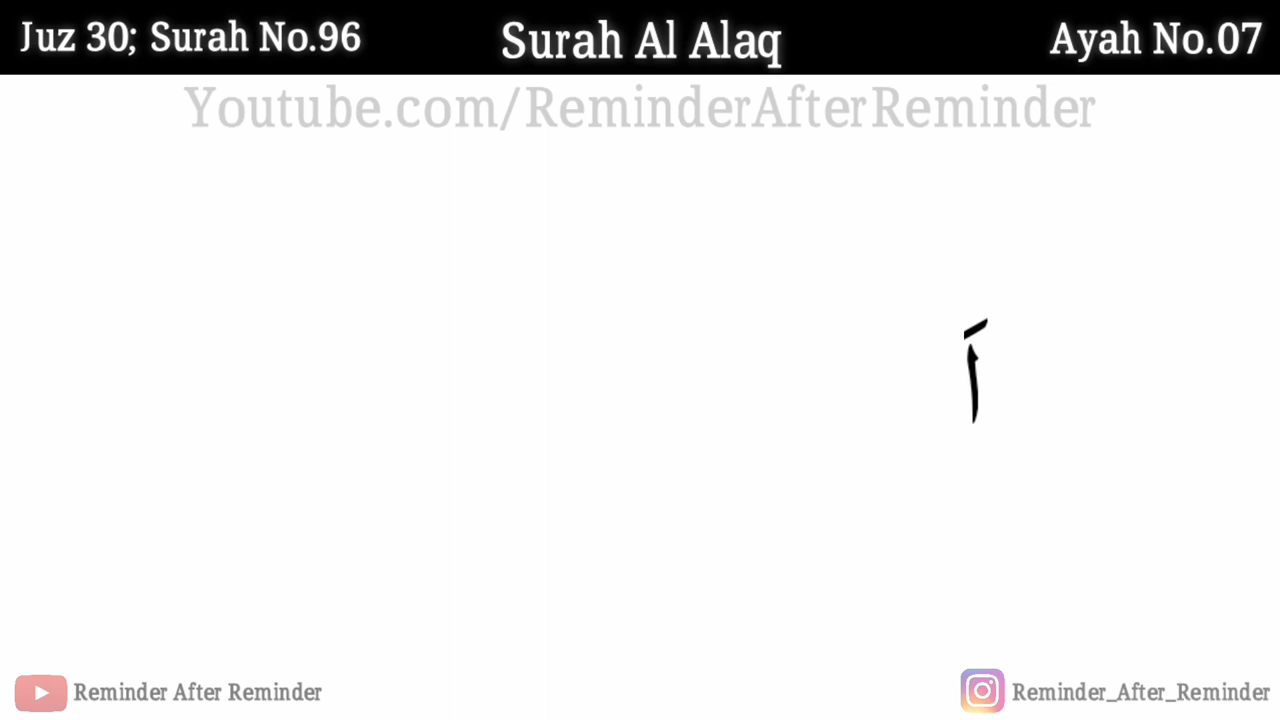 Juz 30; Surah No.96
Surah Al Alaq
Ayah No.07
Youtube.com/ReminderAfterReminder
اَ
Reminder After Reminder
Reminder_After_Reminder